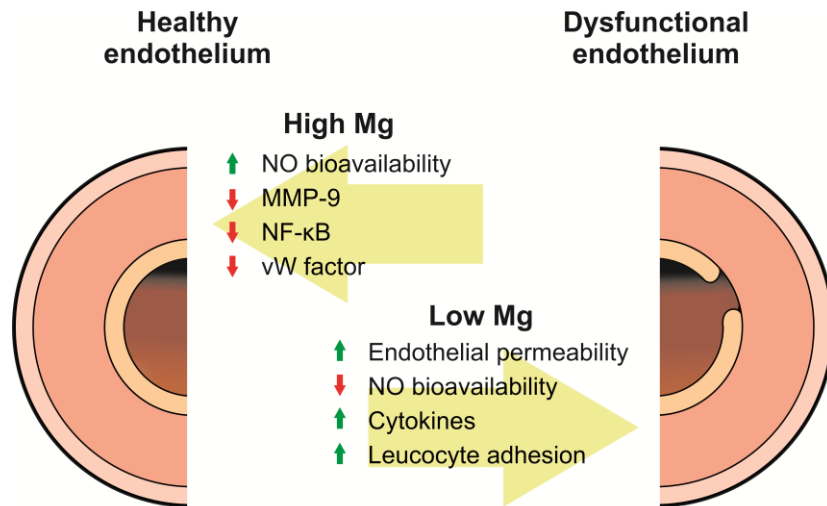 Healthy
endothelium
Dysfunctional
endothelium
High Mg
NO bioavailability
MMP-9
NF-κB
vW factor
Low Mg
Endothelial permeability
NO bioavailability
Cytokines
Leucocyte adhesion